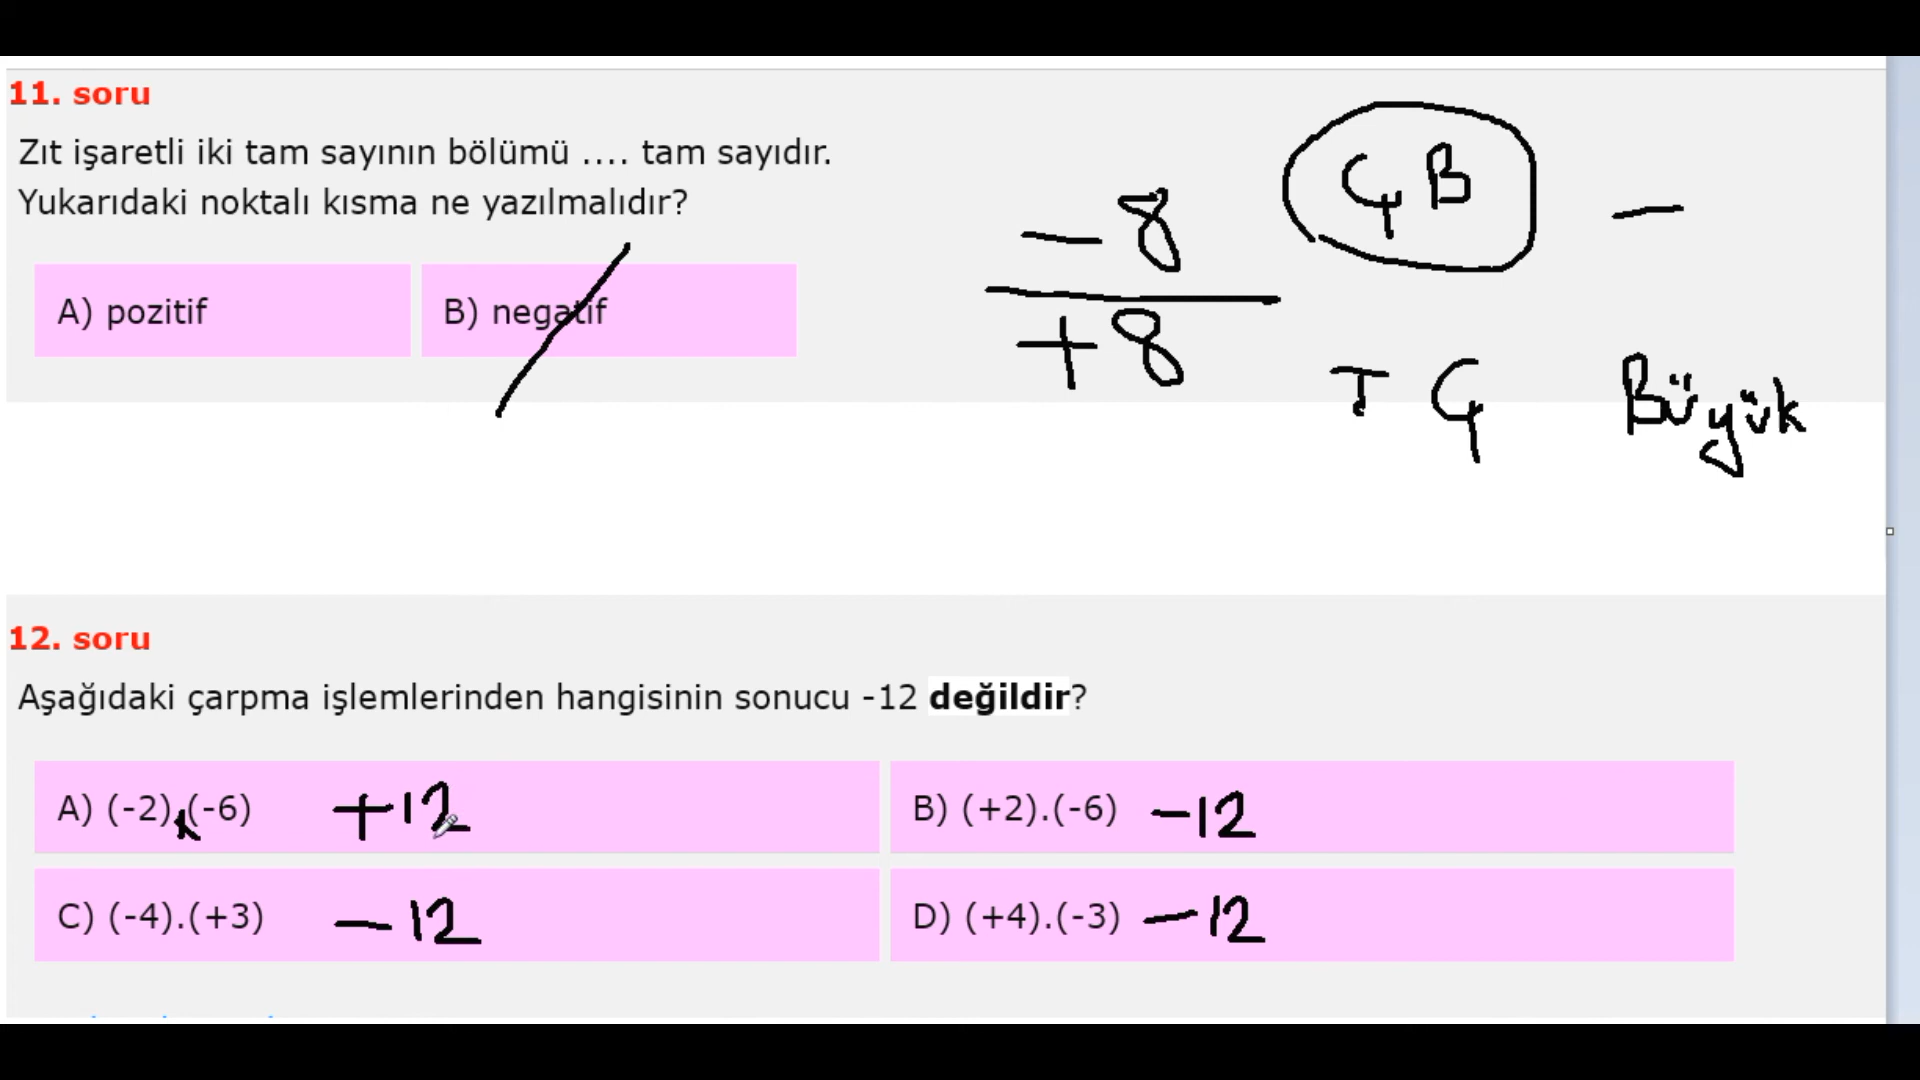 11. soru
Zıt işaretli iki tam sayının bölümü .... tam sayıdır.
Yukarıdaki noktalı kısma ne yazılmalıdır?
A) pozitif
B) negatif
-8
+8
ÇB
-
T Ç
Büyük
12. soru
Aşağıdaki çarpma işlemlerinden hangisinin sonucu -12 değildir?
A) (-2).(-6) +12
B) (+2).(-6) -12
C) (-4).(+3) -12
D) (+4).(-3) -12